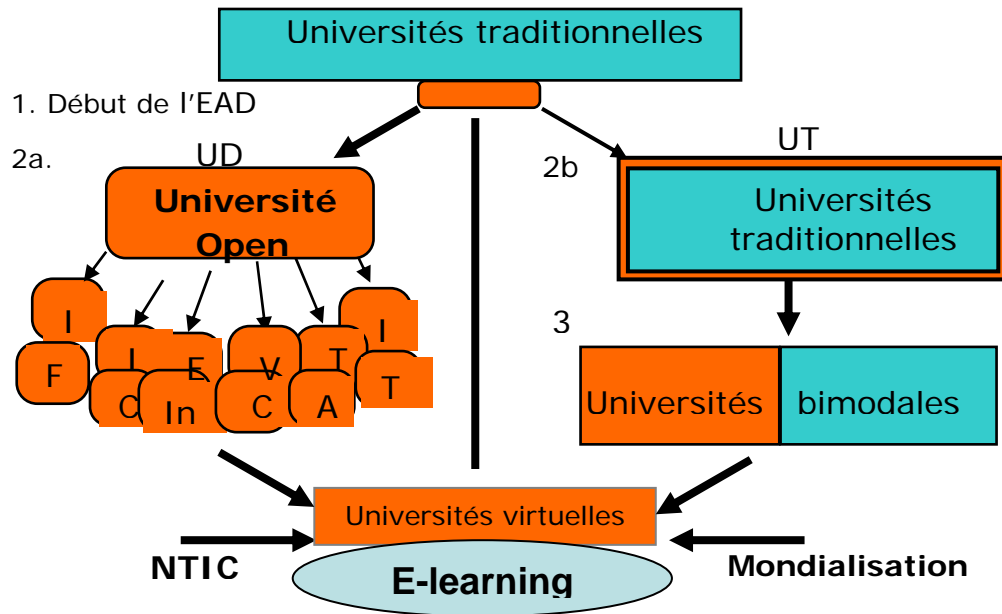 Universités traditionnelles
1. Début de l'EAD
2a.
UD
Université
Open
2b
UT
Universités
traditionnelles
I
I
F
I
E
V
T
T
C
In
C
A
3
Universités bimodales
Universités virtuelles
NTIC
E-learning
Mondialisation